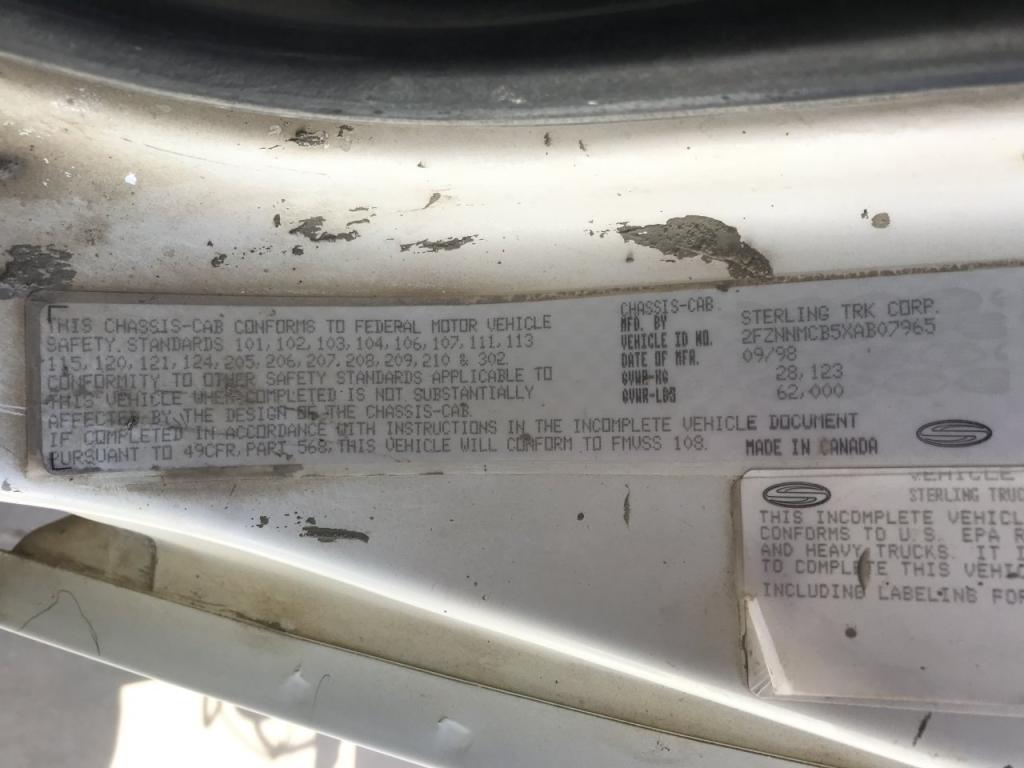 THIS CHASSIS-CAB CONFORMS TO FEDERAL MOTOR VEHICLE
SAFETY STANDARDS 101, 102, 103, 104, 106, 107, 111, 113
115, 120, 121, 124, 205, 206, 207, 208, 209, 210 & 302.
CONFORMITY TO OTHER SAFETY STANDARDS APPLICABLE TO
THIS VEHICLE WHEN COMPLETED IS NOT SUBSTANTIALLY
AFFECTED BY THE DESIGN OF THE CHASSIS-CAB.
IF COMPLETED IN ACCORDANCE WITH INSTRUCTIONS IN THE INCOMPLETE VEHICLE DOCUMENT
PURSUANT TO 49CFR, PART 568, THIS VEHICLE WILL CONFORM TO FMVSS 108.
CHASSIS-CAB
MFD. BY STERLING TRK CORP.
VEHICLE ID NO. 2FZNNMCB5XAB07965
DATE OF MFR. 09/98
GVWR-KG 28,123
GVWR-LBS 62,000
MADE IN CANADA
VEHICLE
STERLING TRUC
THIS INCOMPLETE VEHICL
CONFORMS TO U.S. EPA R
AND HEAVY TRUCKS. IT I
TO COMPLETE THIS VEHIC
INCLUDING LABELING FOR